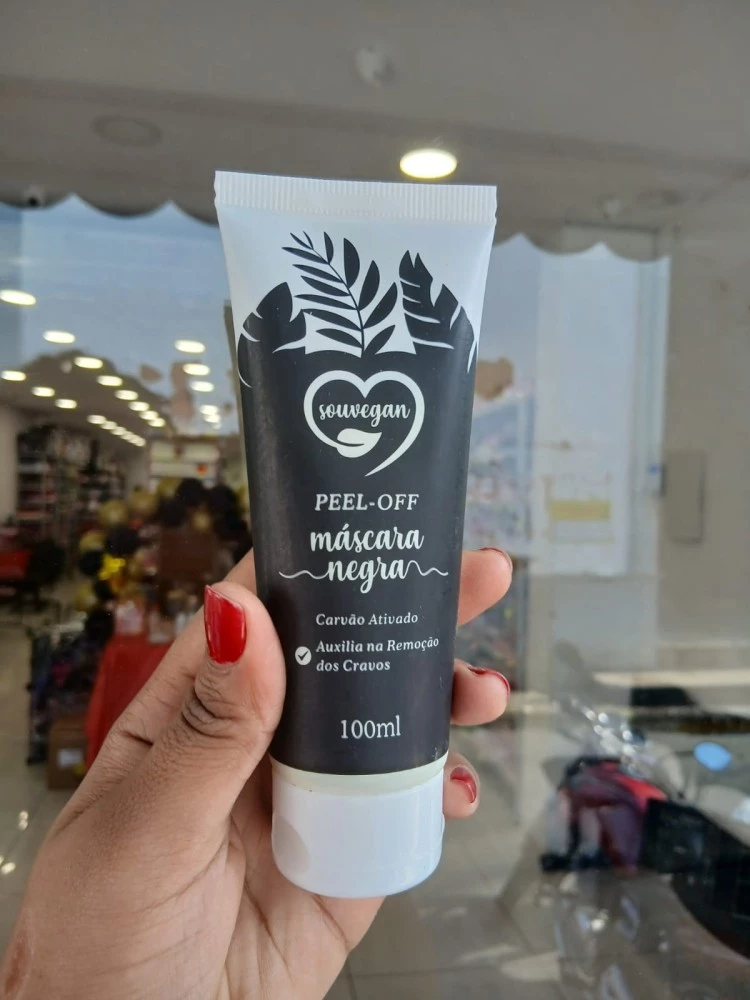 souvegan
PEEL-OFF
máscara
negra
Carvão Ativado
Auxilia na Remoção
dos Cravos
100ml